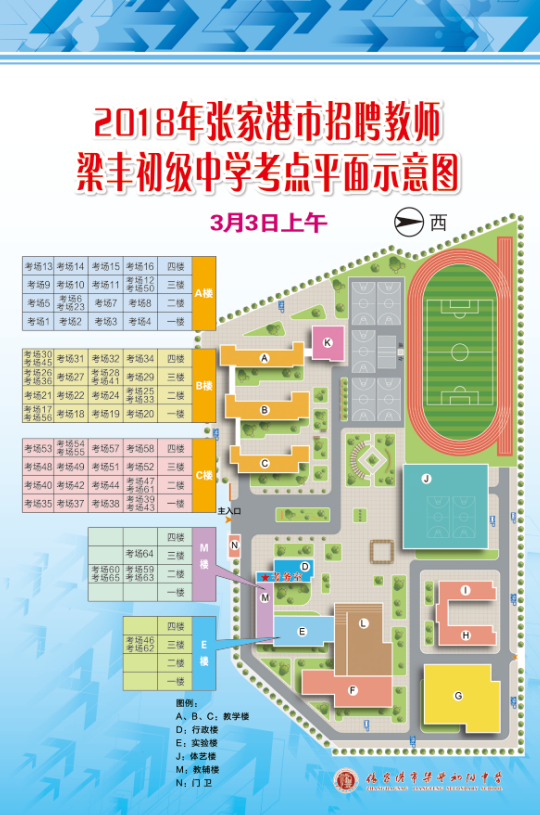 2018年张家港市招聘教师
梁丰初级中学考点平面示意图
3月3日上午
西
考场13 考场14 考场15 考场16 四楼
考场9 考场10 考场11 考场12 考场50 三楼
考场5 考场6 考场23 考场7 考场8 二楼
考场1 考场2 考场3 考场4 一楼
A楼
考场30 考场45 考场31 考场32 考场34 四楼
考场26 考场36 考场27 考场28 考场41 考场29 三楼
考场21 考场22 考场24 考场25 考场33 二楼
考场17 考场56 考场18 考场19 考场20 一楼
B楼
考场53 考场54 考场55 考场57 考场58 四楼
考场48 考场49 考场51 考场52 三楼
考场40 考场42 考场44 考场47 考场61 二楼
考场35 考场37 考场38 考场39 考场43 一楼
C楼
四楼
考场64 三楼
考场60 考场65 考场59 考场63 二楼
一楼
M楼
四楼
考场46 考场62 三楼
二楼
一楼
E楼
K
A
B
C
J
主入口
N
D
M
E
L
I
H
F
G
图例：
A、B、C：教学楼
D：行政楼
E：实验楼
J：体艺楼
M：教辅楼
N：门 卫
张家港市梁丰初级中学
ZHANGJIAGANG LIANGFENG SECONDARY SCHOOL